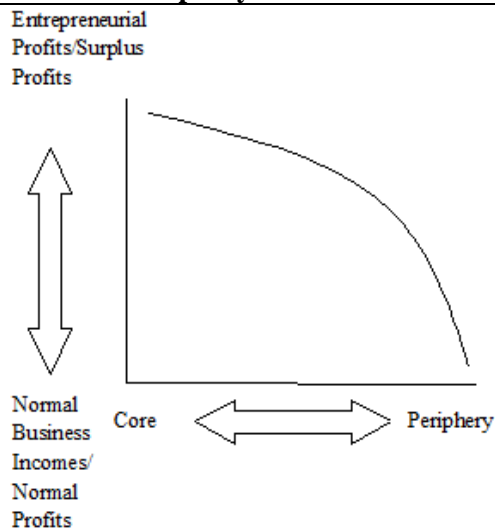 Entrepreneurial
Profits/Surplus
Profits
Normal
Business
Incomes/
Normal
Profits
Core
Periphery